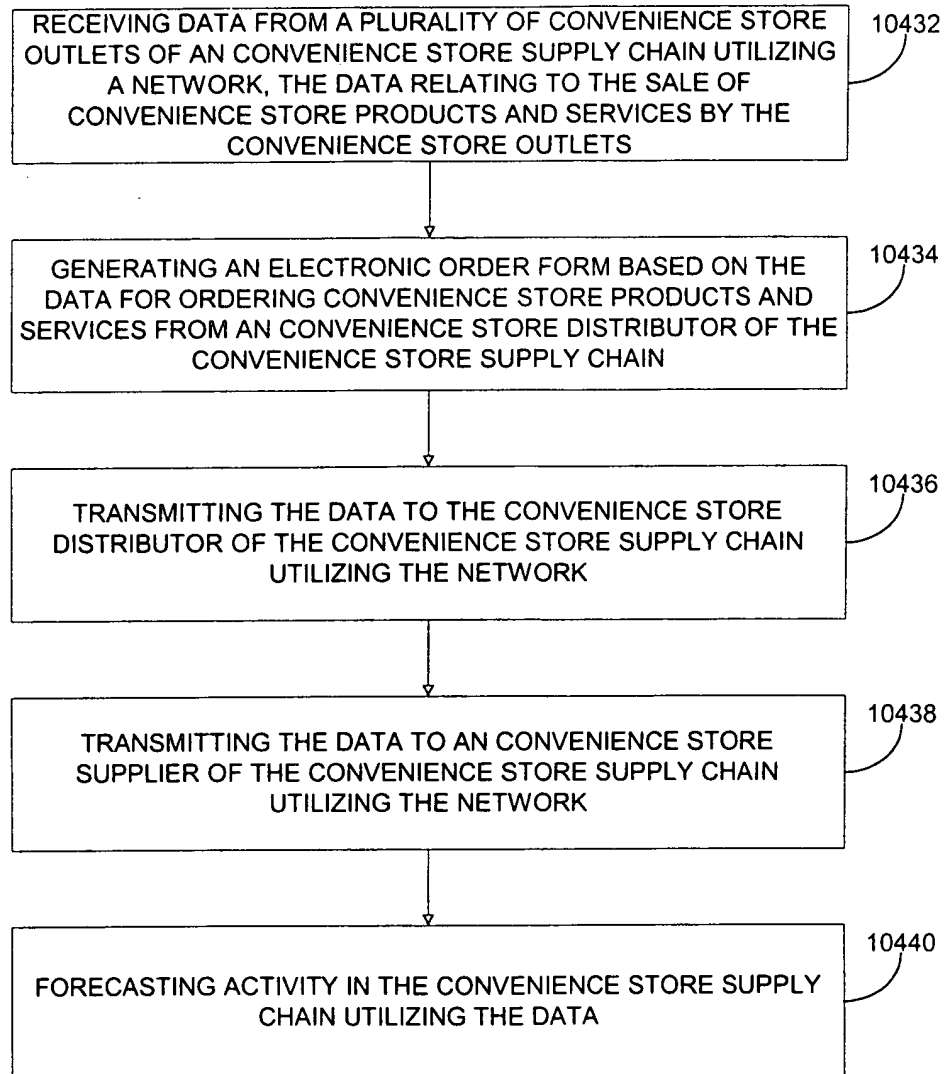 RECEIVING DATA FROM A PLURALITY OF CONVENIENCE STORE
OUTLETS OF AN CONVENIENCE STORE SUPPLY CHAIN UTILIZING
A NETWORK, THE DATA RELATING TO THE SALE OF
CONVENIENCE STORE PRODUCTS AND SERVICES BY THE
CONVENIENCE STORE OUTLETS
10432
GENERATING AN ELECTRONIC ORDER FORM BASED ON THE
DATA FOR ORDERING CONVENIENCE STORE PRODUCTS AND
SERVICES FROM AN CONVENIENCE STORE DISTRIBUTOR OF THE
CONVENIENCE STORE SUPPLY CHAIN
10434
TRANSMITTING THE DATA TO THE CONVENIENCE STORE
DISTRIBUTOR OF THE CONVENIENCE STORE SUPPLY CHAIN
UTILIZING THE NETWORK
10436
TRANSMITTING THE DATA TO AN CONVENIENCE STORE
SUPPLIER OF THE CONVENIENCE STORE SUPPLY CHAIN
UTILIZING THE NETWORK
10438
FORECASTING ACTIVITY IN THE CONVENIENCE STORE SUPPLY
CHAIN UTILIZING THE DATA
10440